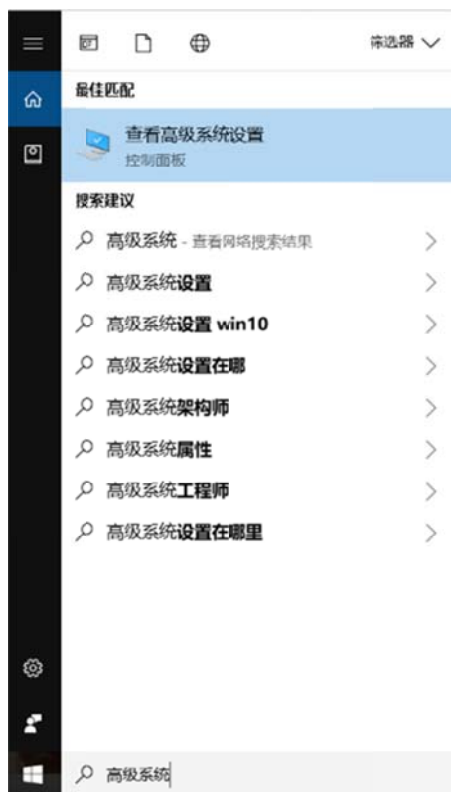 筛选器
最佳匹配
查看高级系统设置
控制面板
搜索建议
高级系统 - 查看网络搜索结果
高级系统设置
高级系统设置 win10
高级系统设置在哪
高级系统架构师
高级系统属性
高级系统工程师
高级系统设置在哪里
高级系统